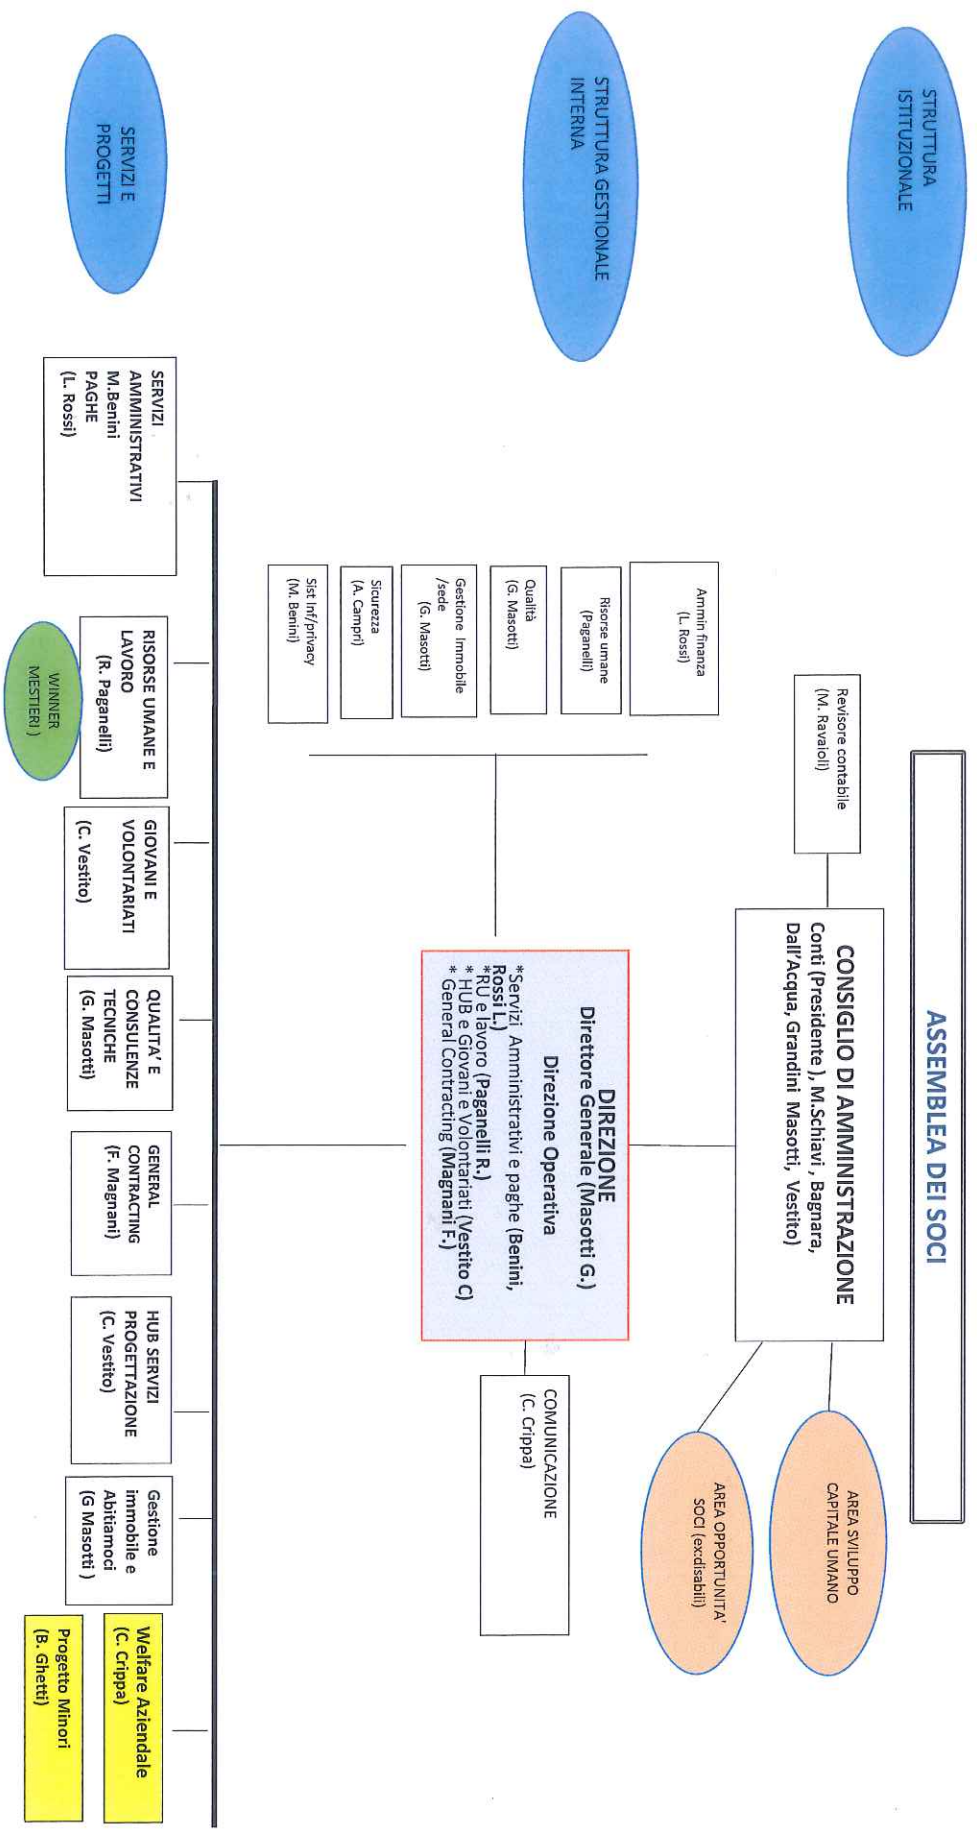 STRUTTURA
ISTITUZIONALE
ASSEMBLEA DEI SOCI
Revisore contabile
(M. Ravaioli)
CONSIGLIO DI AMMINISTRAZIONE
Conti (Presidente ), M.Schiavi , Bagnara,
Dall'Acqua, Grandini Masotti, Vestito)
AREA SVILUPPO
CAPITALE UMANO
AREA OPPORTUNITA'
SOCI (ex:disabili)
STRUTTURA GESTIONALE
INTERNA
Ammin finanza
(L. Rossi)
Risorse umane
(Paganelli)
Qualità
(G. Masotti)
Gestione Immobile
/sede
(G. Masotti)
Sicurezza
(A. Campri)
Sist Inf/privacy
(M. Benini)
DIREZIONE
Direttore Generale (Masotti G.)
Direzione Operativa
*Servizi Amministrativi e paghe (Benini,
Rossi L.)
*RU e lavoro (Paganelli R.)
* HUB e Giovani e Volontariati (Vestito C)
* General Contracting (Magnani F.)
COMUNICAZIONE
(C. Crippa)
SERVIZI E
PROGETTI
SERVIZI
AMMINISTRATIVI
M.Benini
PAGHE
(L. Rossi)
RISORSE UMANE E
LAVORO
(R. Paganelli)
WINNER
MESTIERI )
GIOVANI E
VOLONTARIATI
(C. Vestito)
QUALITA' E
CONSULENZE
TECNICHE
(G. Masotti)
GENERAL
CONTRACTING
(F. Magnani)
HUB SERVIZI
PROGETTAZIONE
(C. Vestito)
Gestione
immobile e
Abitiamoci
(G Masotti )
Welfare Aziendale
(C. Crippa)
Progetto Minori
(B. Ghetti)